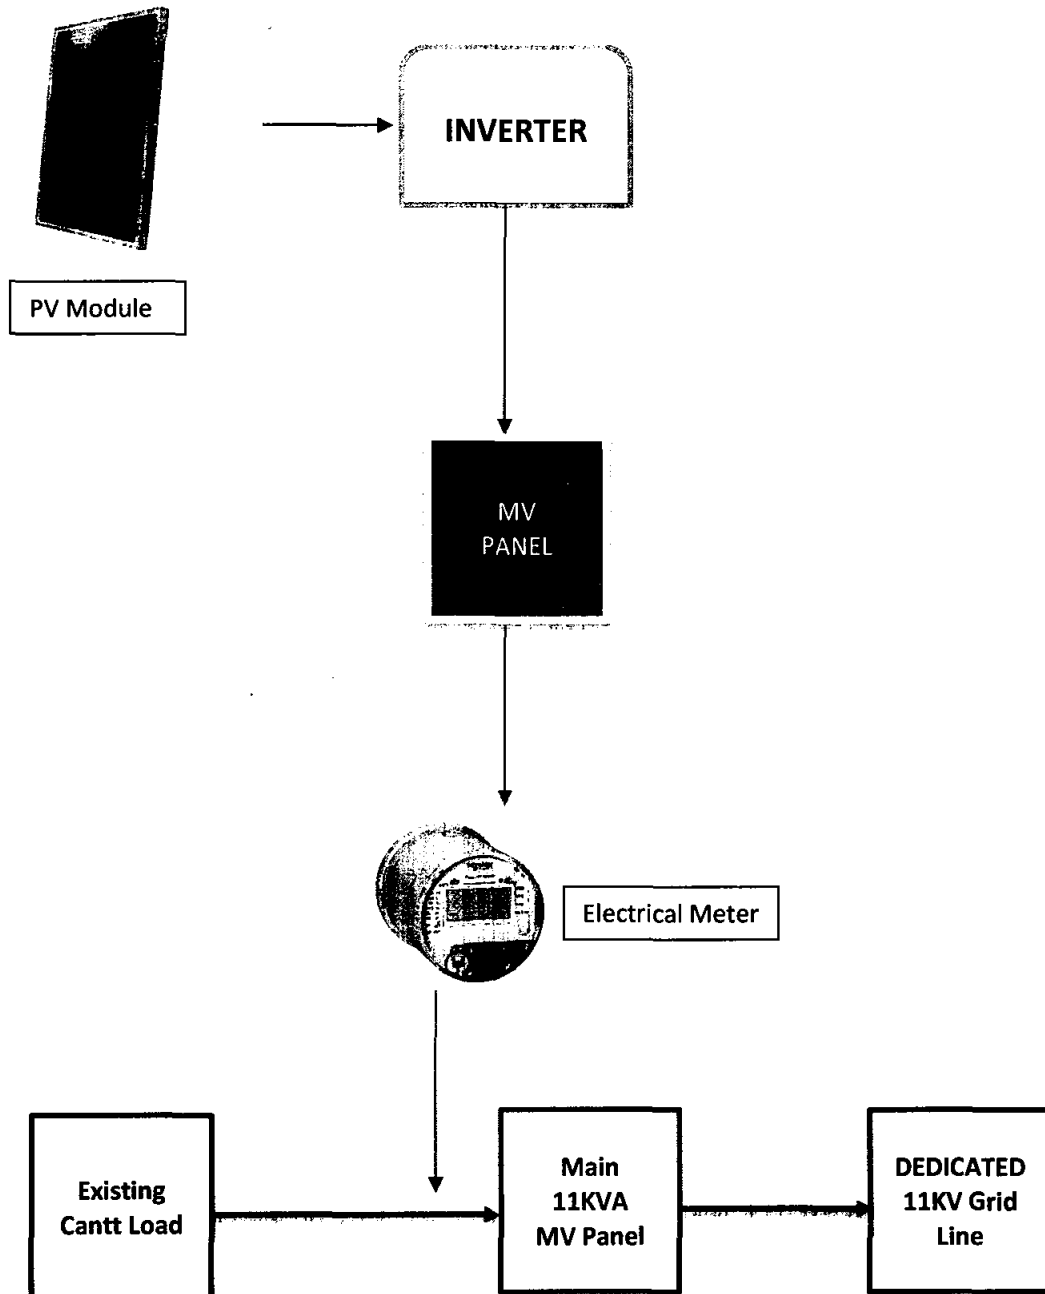 INVERTER
PV Module
MV
PANEL
Electrical Meter
Existing
Cantt Load
Main
11KVA
MV Panel
DEDICATED
11KV Grid
Line